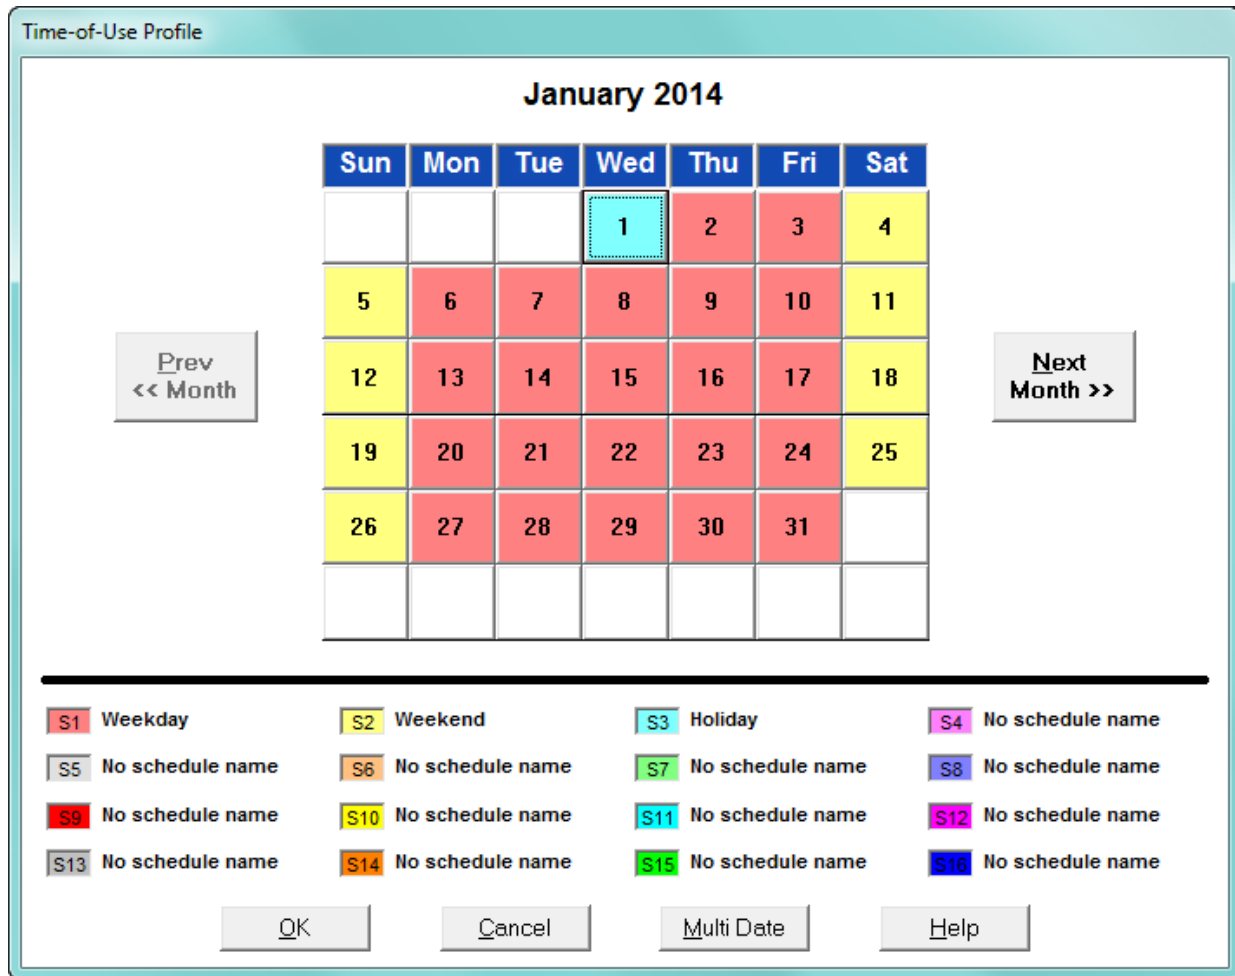 Time-of-Use Profile
January 2014
Sun Mon Tue Wed Thu Fri Sat
1 2 3 4
5 6 7 8 9 10 11
Prev
<< Month
12 13 14 15 16 17 18
Next
Month >>
19 20 21 22 23 24 25
26 27 28 29 30 31
S1 Weekday S2 Weekend S3 Holiday S4 No schedule name
S5 No schedule name S6 No schedule name S7 No schedule name S8 No schedule name
S9 No schedule name S10 No schedule name S11 No schedule name S12 No schedule name
S13 No schedule name S14 No schedule name S15 No schedule name S16 No schedule name
OK Cancel Multi Date Help